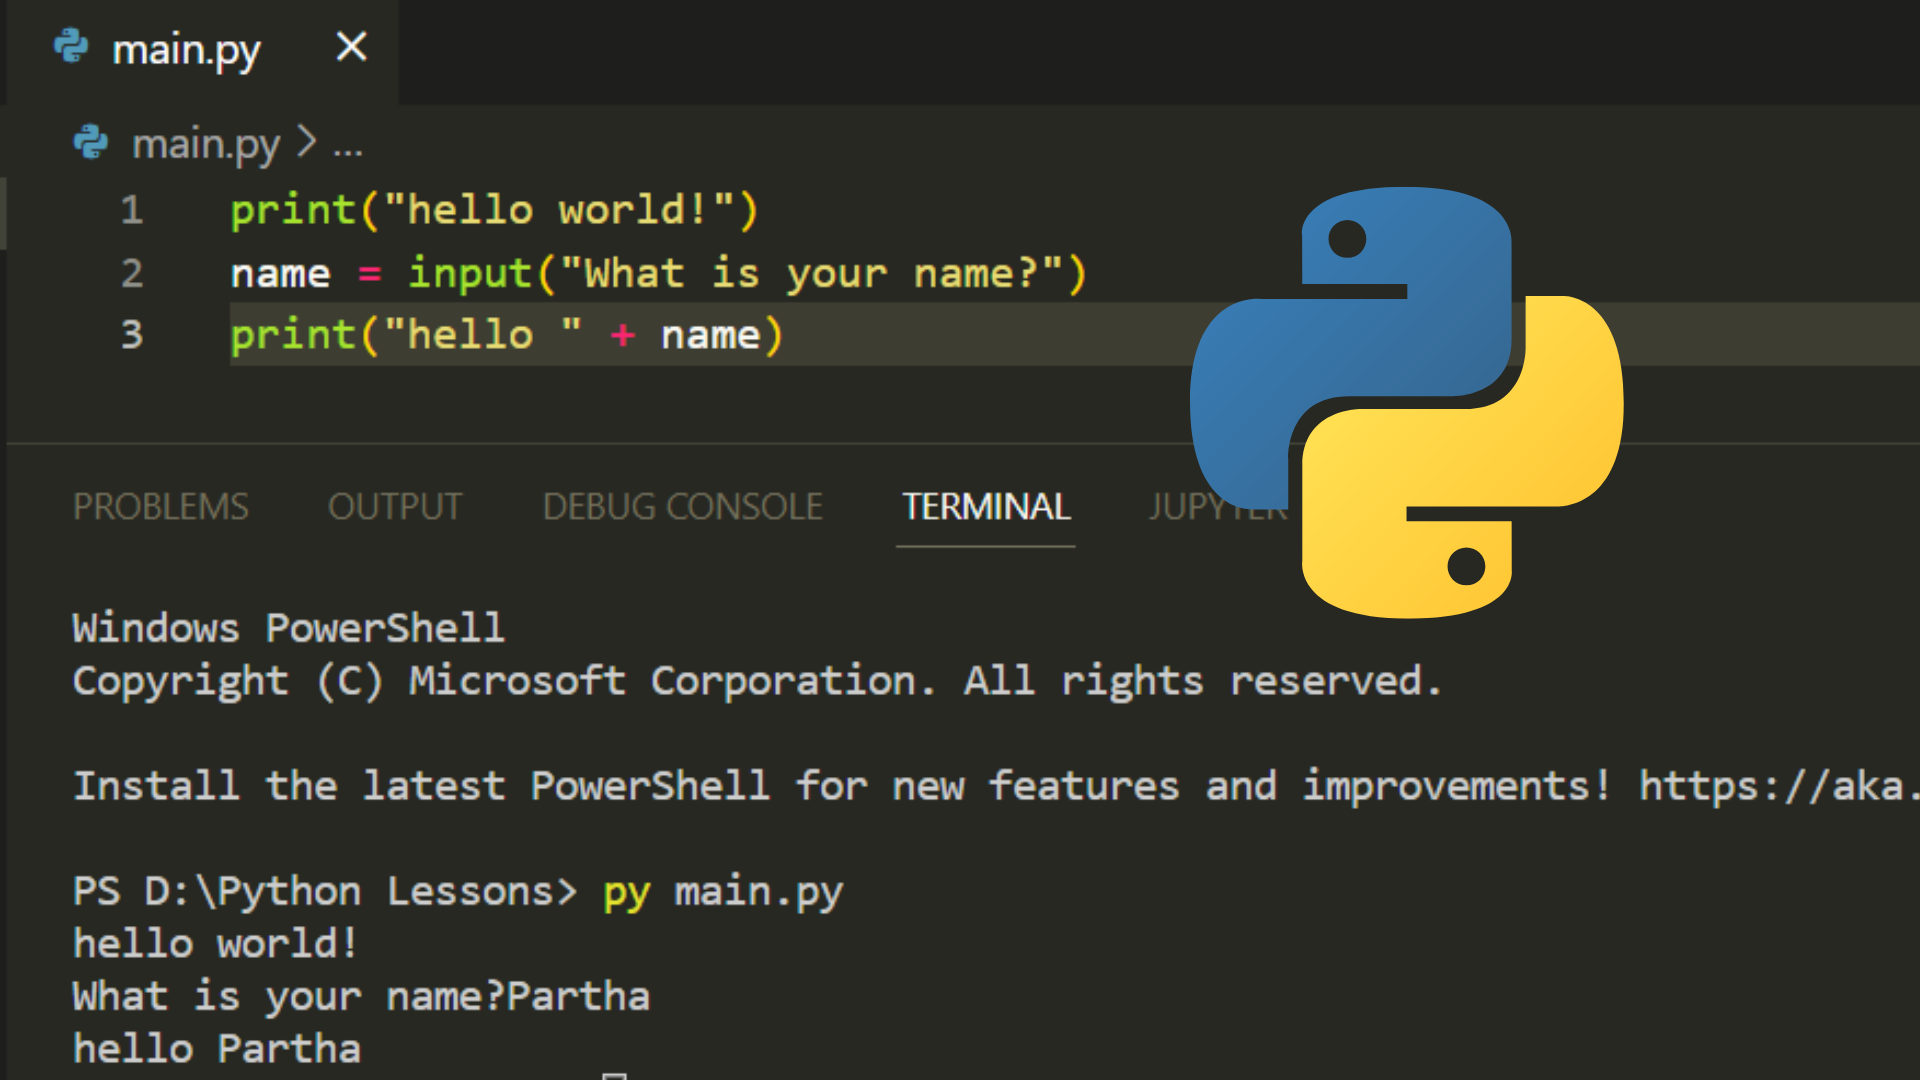 main.py
main.py > ...
1 print("hello world!")
2 name = input("What is your name?")
3 print("hello " + name)
PROBLEMS OUTPUT DEBUG CONSOLE TERMINAL JUPYTER
Windows PowerShell
Copyright (C) Microsoft Corporation. All rights reserved.
Install the latest PowerShell for new features and improvements! https://aka.
PS D:\Python Lessons> py main.py
hello world!
What is your name?Partha
hello Partha